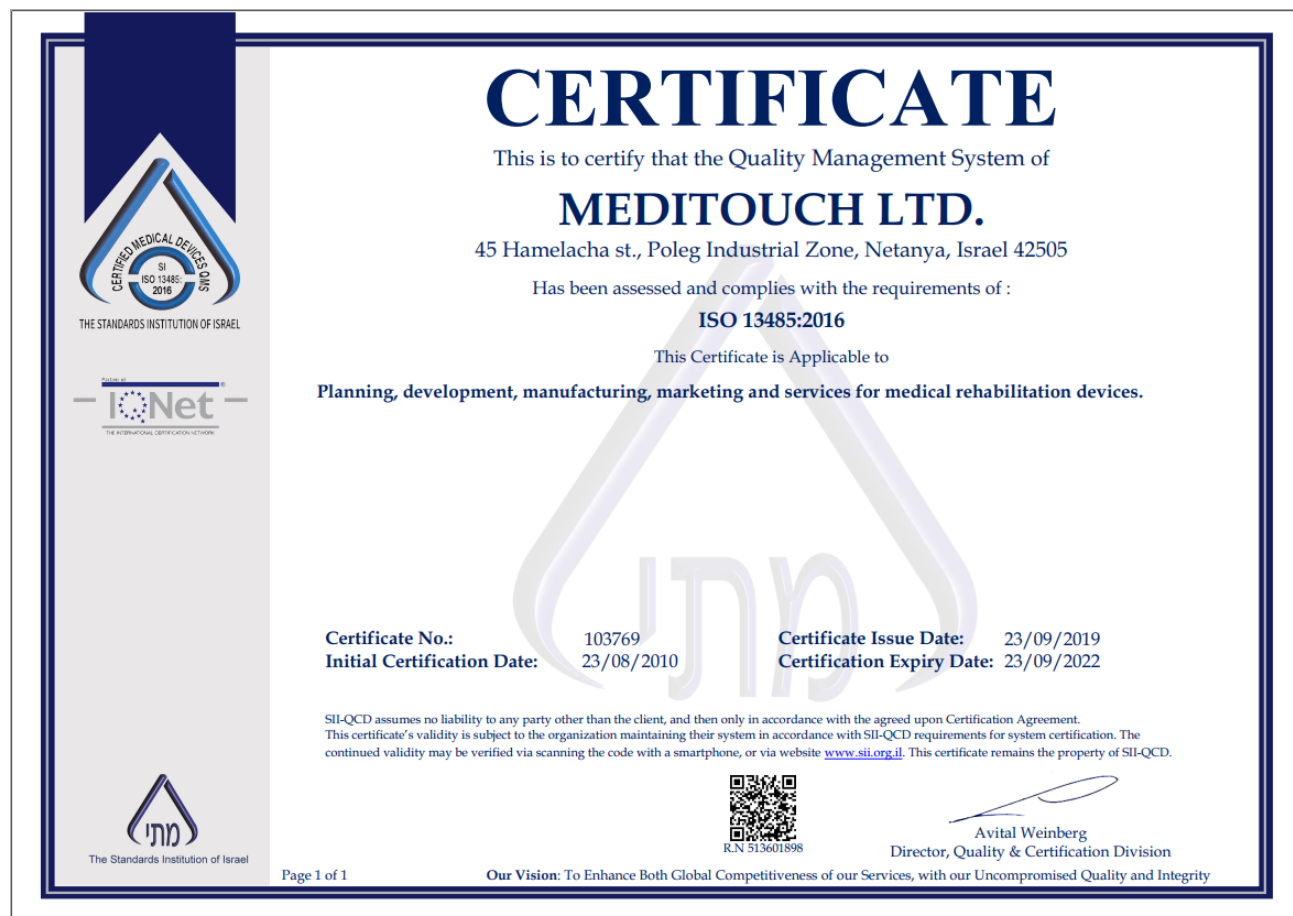 CERTIFICATE
This is to certify that the Quality Management System of
MEDITOUCH LTD.
45 Hamelacha st., Poleg Industrial Zone, Netanya, Israel 42505
Has been assessed and complies with the requirements of :
ISO 13485:2016
This Certificate is Applicable to
Planning, development, manufacturing, marketing and services for medical rehabilitation devices.
CERTIFIED MEDICAL DEVICES QMS
SI
ISO 13485:
2016
THE STANDARDS INSTITUTION OF ISRAEL
IQNet
®
THE INTERNATIONAL CERTIFICATION NETWORK
מתי
Certificate No.: 103769 Certificate Issue Date: 23/09/2019
Initial Certification Date: 23/08/2010 Certification Expiry Date: 23/09/2022
SII-QCD assumes no liability to any party other than the client, and then only in accordance with the agreed upon Certification Agreement.
This certificate’s validity is subject to the organization maintaining their system in accordance with SII-QCD requirements for system certification. The
continued validity may be verified via scanning the code with a smartphone, or via website www.sii.org.il. This certificate remains the property of SII-QCD.
מתי
The Standards Institution of Israel
R.N 513601898
Avital Weinberg
Director, Quality & Certification Division
Page 1 of 1
Our Vision: To Enhance Both Global Competitiveness of our Services, with our Uncompromised Quality and Integrity